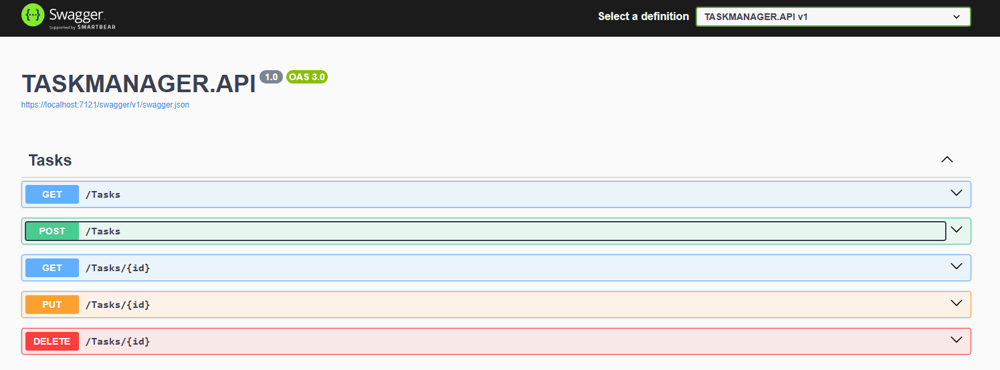 Swagger
Supported by SMARTBEAR
Select a definition
TASKMANAGER.API v1
TASKMANAGER.API 1.0 OAS 3.0
https://localhost:7121/swagger/v1/swagger.json
Tasks
GET /Tasks
POST /Tasks
GET /Tasks/{id}
PUT /Tasks/{id}
DELETE /Tasks/{id}